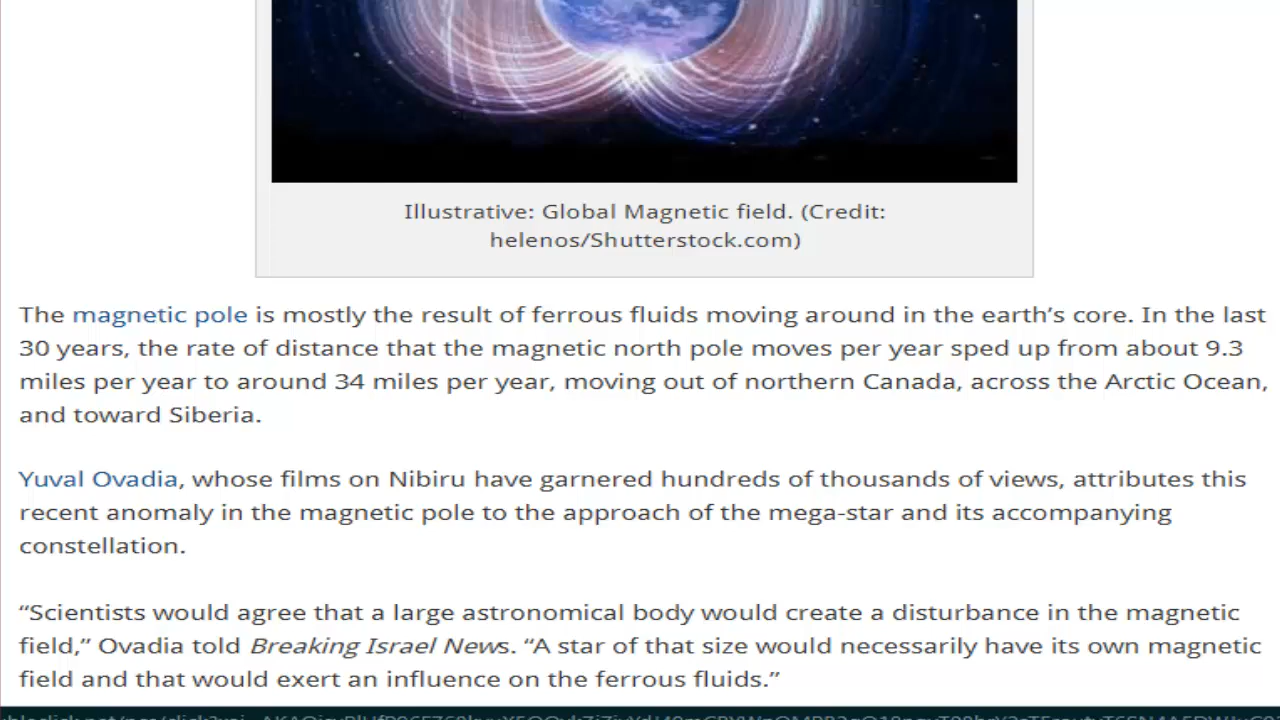 Illustrative: Global Magnetic field. (Credit:
helenos/Shutterstock.com)
The magnetic pole is mostly the result of ferrous fluids moving around in the earth’s core. In the last
30 years, the rate of distance that the magnetic north pole moves per year sped up from about 9.3
miles per year to around 34 miles per year, moving out of northern Canada, across the Arctic Ocean,
and toward Siberia.
Yuval Ovadia, whose films on Nibiru have garnered hundreds of thousands of views, attributes this
recent anomaly in the magnetic pole to the approach of the mega-star and its accompanying
constellation.
“Scientists would agree that a large astronomical body would create a disturbance in the magnetic
field,” Ovadia told Breaking Israel News. “A star of that size would necessarily have its own magnetic
field and that would exert an influence on the ferrous fluids.”